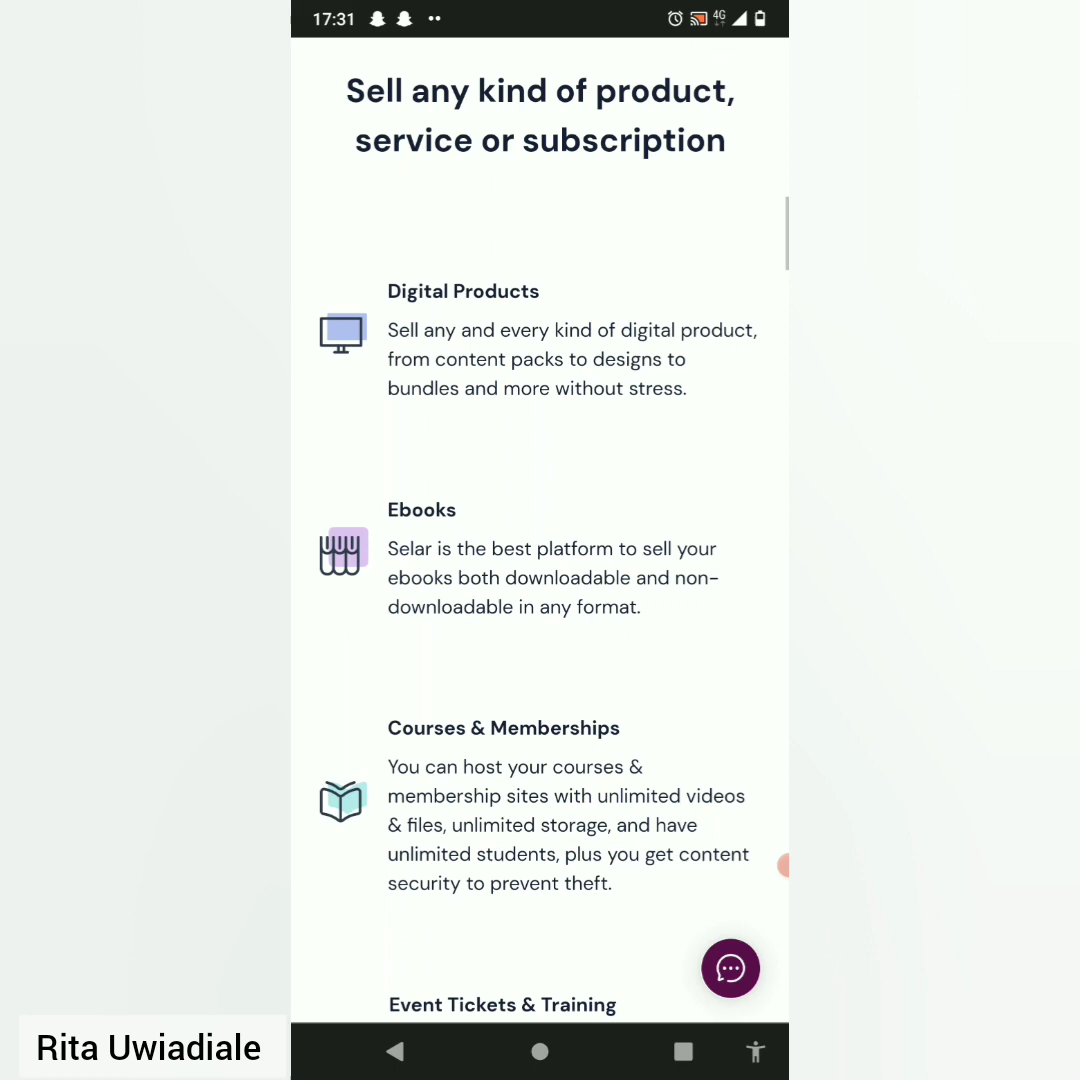 17:31
4G
Sell any kind of product,
service or subscription
Digital Products
Sell any and every kind of digital product,
from content packs to designs to
bundles and more without stress.
Ebooks
Selar is the best platform to sell your
ebooks both downloadable and non-
downloadable in any format.
Courses & Memberships
You can host your courses &
membership sites with unlimited videos
& files, unlimited storage, and have
unlimited students, plus you get content
security to prevent theft.
Event Tickets & Training
Rita Uwiadiale